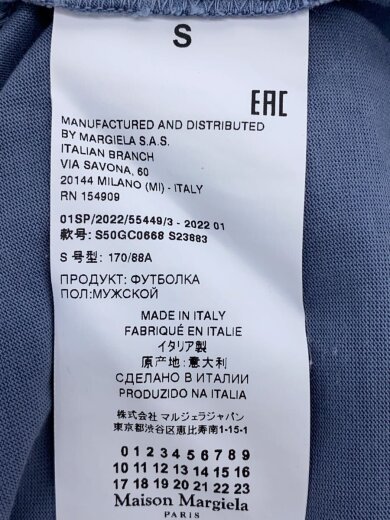 S
EAC
MANUFACTURED AND DISTRIBUTED
BY MARGIELA S.A.S.
ITALIAN BRANCH
VIA SAVONA, 60
20144 MILANO (MI) - ITALY
RN 154909
01SP/2022/55449/3 - 2022 01
款号: S50GC0668 S23883
S 号型: 170/88A
ПРОДУКТ: ФУТБОЛКА
ПОЛ:МУЖСКОЙ
MADE IN ITALY
FABRIQUÉ EN ITALIE
イタリア製
原产地: 意大利
СДЕЛАНО В ИТАЛИИ
PRODUZIDO NA ITALIA
株式会社 マルジェラジャパン
東京都渋谷区恵比寿南1-15-1
0 1 2 3 4 5 6 7 8 9
10 11 12 13 14 15 16
17 18 19 20 21 22 23
Maison Margiela
PARIS